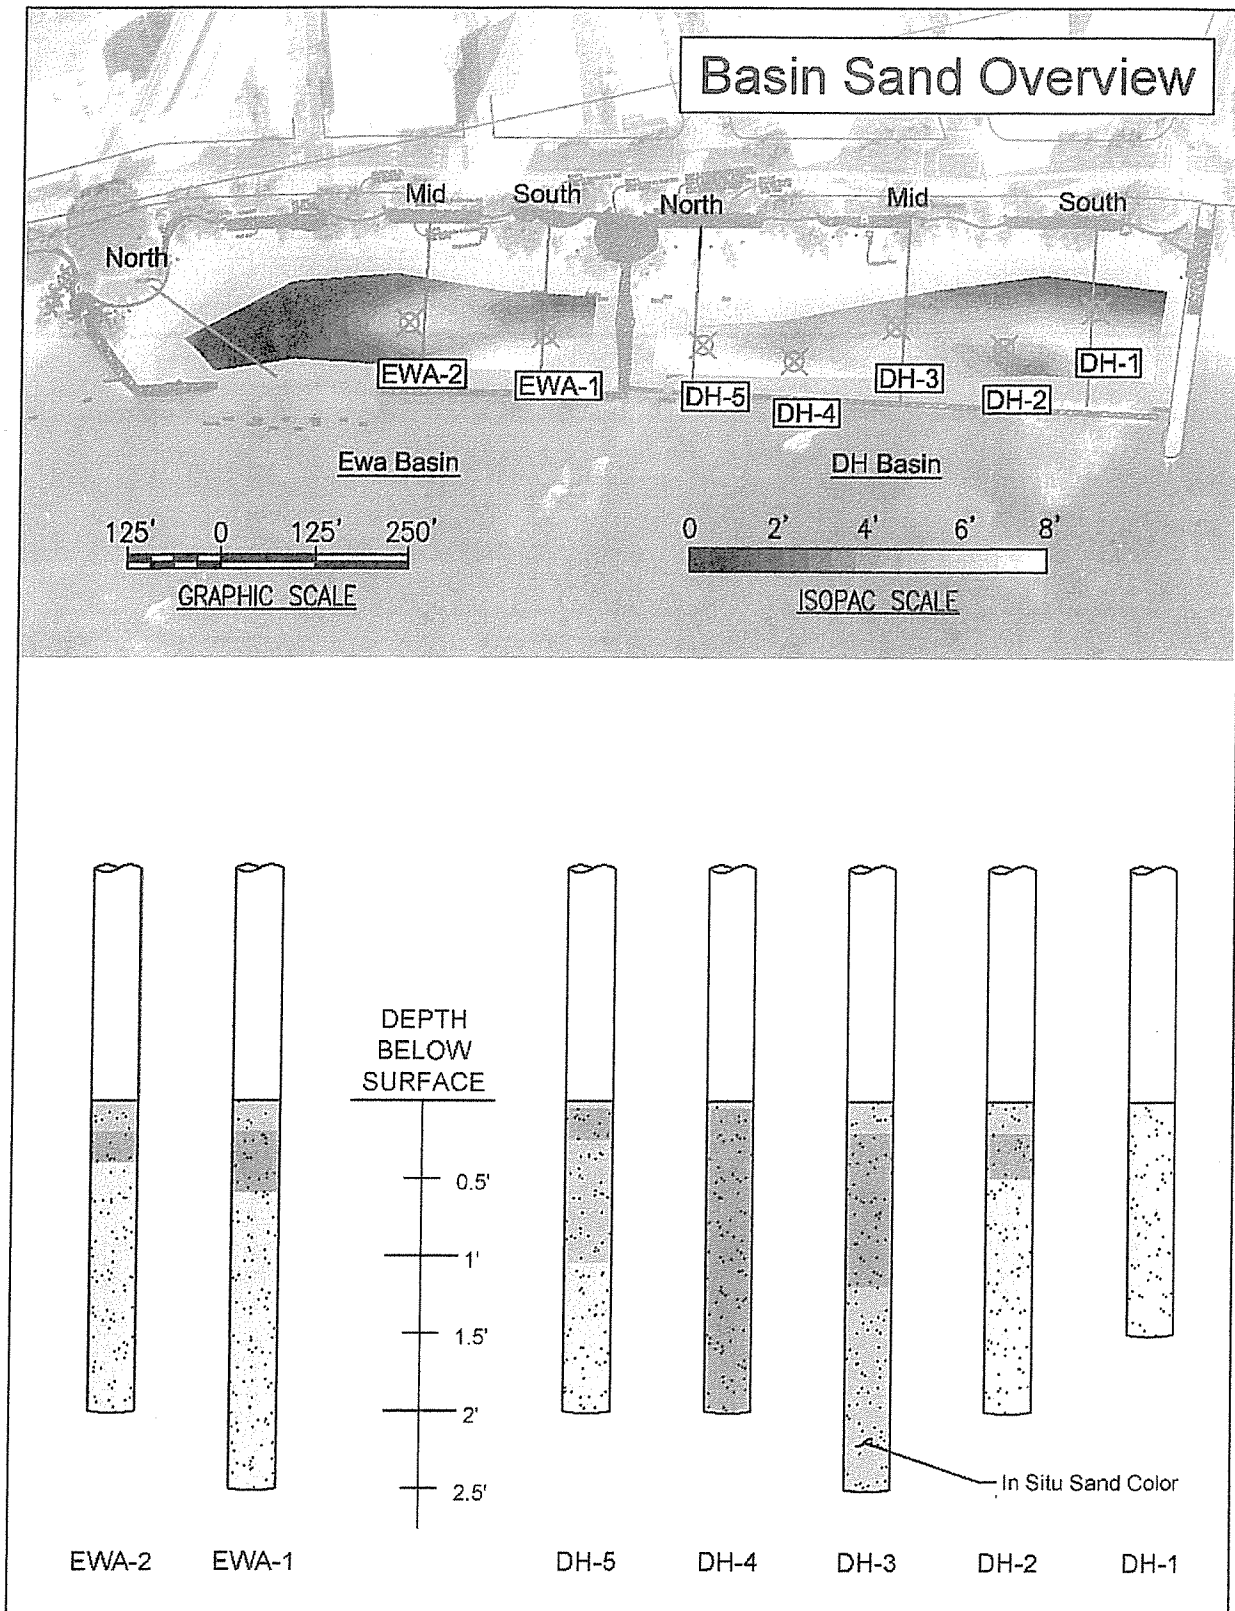 Basin Sand Overview
Mid
South
North
Mid
South
North
EWA-2
EWA-1
DH-5
DH-4
DH-3
DH-2
DH-1
Ewa Basin
DH Basin
125' 0 125' 250'
GRAPHIC SCALE
0 2' 4' 6' 8'
ISOPAC SCALE
DEPTH
BELOW
SURFACE
0.5'
1'
1.5'
2'
2.5'
In Situ Sand Color
EWA-2
EWA-1
DH-5
DH-4
DH-3
DH-2
DH-1